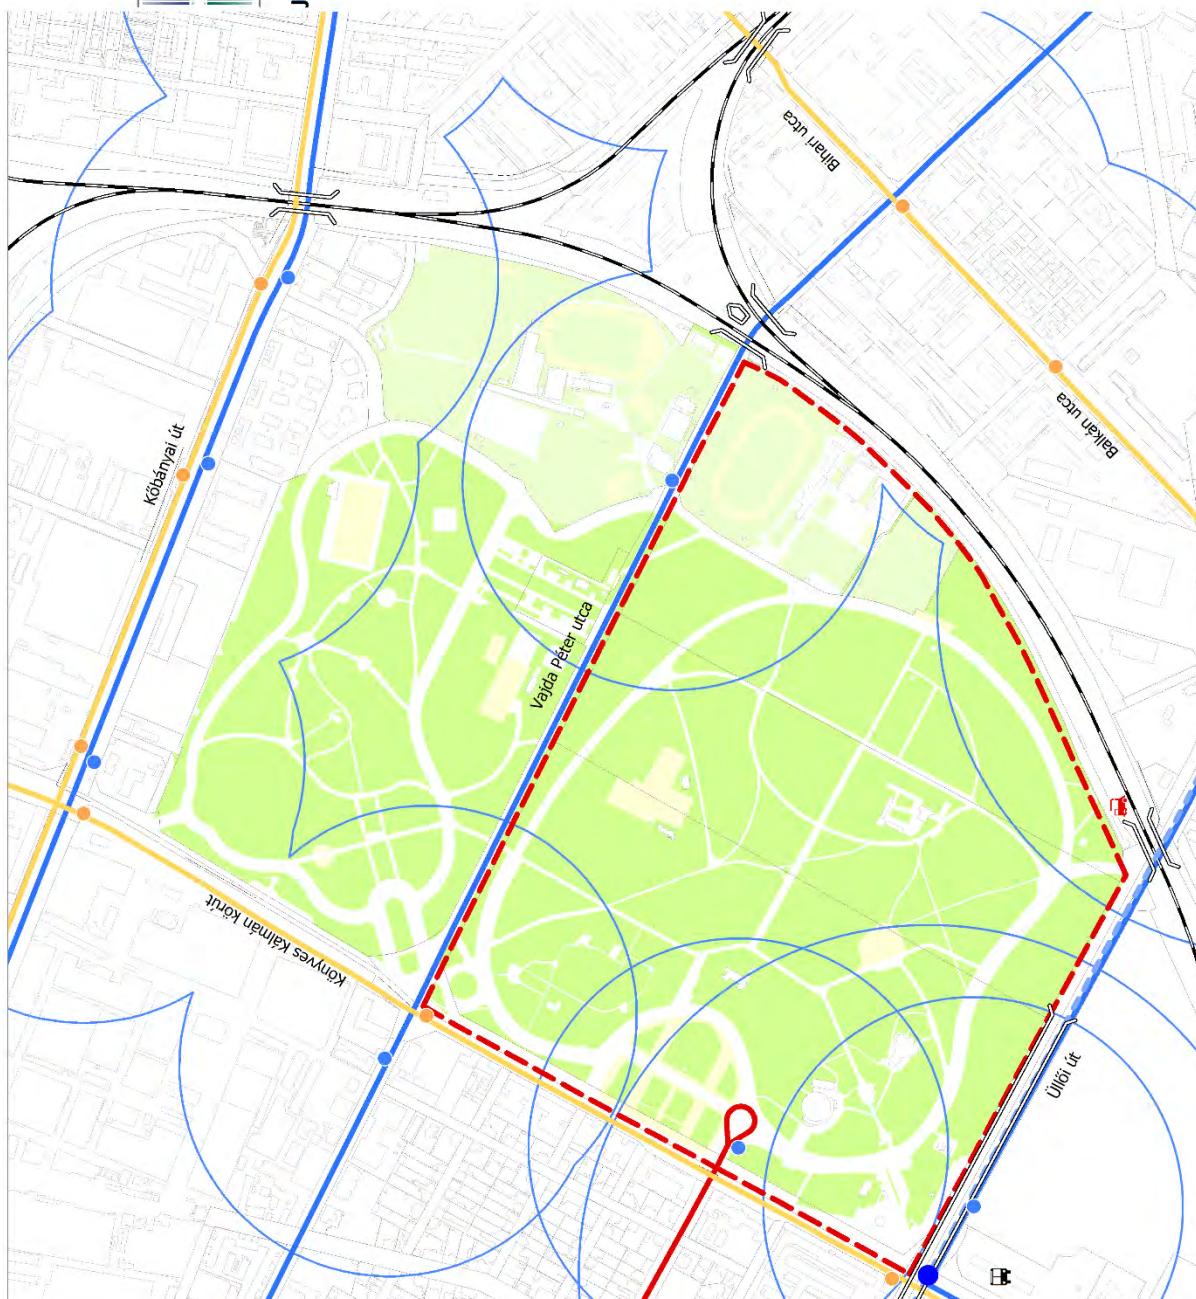 Bihari utca
Balkán utca
Kőbányai út
Vajda Péter utca
Könyves Kálmán körút
Üllői út